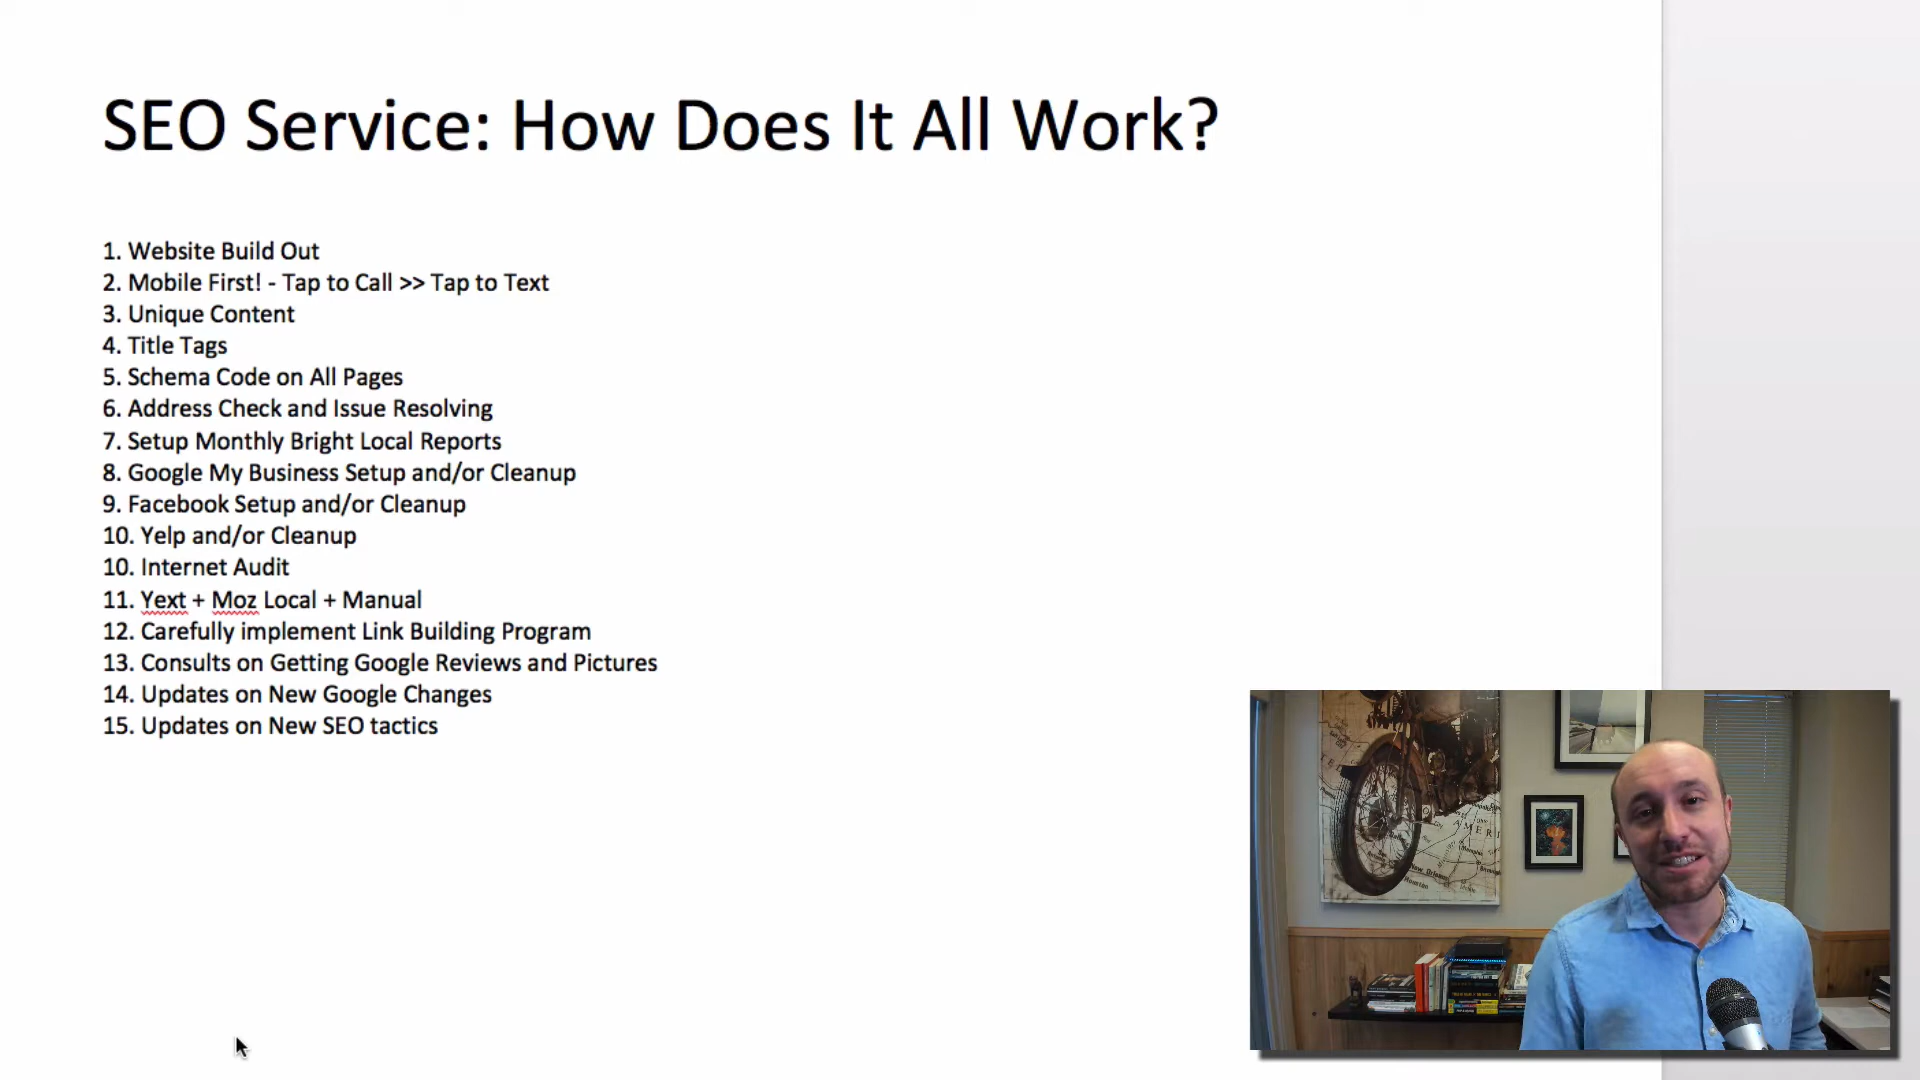 SEO Service: How Does It All Work?
1. Website Build Out
2. Mobile First! - Tap to Call >> Tap to Text
3. Unique Content
4. Title Tags
5. Schema Code on All Pages
6. Address Check and Issue Resolving
7. Setup Monthly Bright Local Reports
8. Google My Business Setup and/or Cleanup
9. Facebook Setup and/or Cleanup
10. Yelp and/or Cleanup
10. Internet Audit
11. Yext + Moz Local + Manual
12. Carefully implement Link Building Program
13. Consults on Getting Google Reviews and Pictures
14. Updates on New Google Changes
15. Updates on New SEO tactics
AMERI
Memphis
New Orleans
Houston